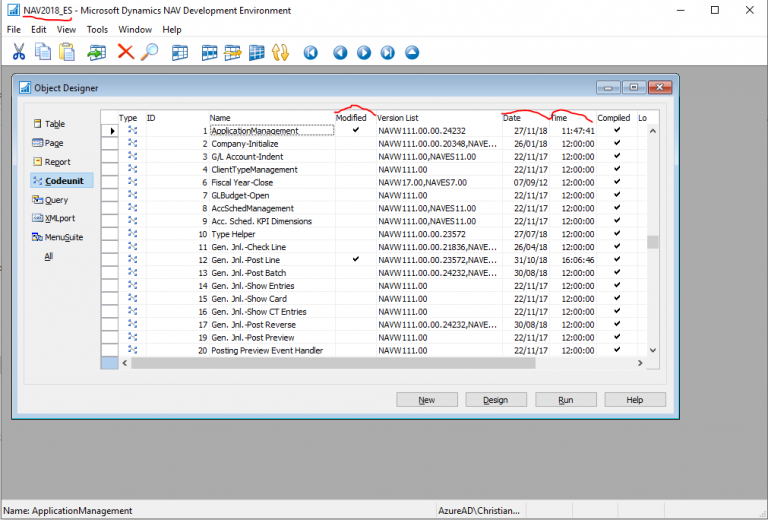 NAV2018_ES - Microsoft Dynamics NAV Development Environment
File Edit View Tools Window Help
Object Designer
Type ID Name Modified Version List Date Time Compiled Lo
Table
Page
Report
Codeunit
Query
XMLport
MenuSuite
All
1 ApplicationManagement ✔ NAVW111.00.00.24232 27/11/18 11:47:41 ✔
2 Company-Initialize NAVW111.00.00.20348,NAVE... 26/01/18 12:00:00 ✔
3 G/L Account-Indent NAVW111.00,NAVES11.00 22/11/17 12:00:00 ✔
4 ClientTypeManagement NAVW111.00 22/11/17 12:00:00 ✔
6 Fiscal Year-Close NAVW17.00,NAVES7.00 07/09/12 12:00:00 ✔
7 GLBudget-Open NAVW111.00 22/11/17 12:00:00 ✔
8 AccSchedManagement NAVW111.00,NAVES11.00 22/11/17 12:00:00 ✔
9 Acc. Sched. KPI Dimensions NAVW111.00,NAVES11.00 22/11/17 12:00:00 ✔
10 Type Helper NAVW111.00.00.23572 27/07/18 12:00:00 ✔
11 Gen. Jnl.-Check Line NAVW111.00.00.21836,NAVES... 26/04/18 12:00:00 ✔
12 Gen. Jnl.-Post Line ✔ NAVW111.00.00.23572,NAVE... 31/10/18 16:06:46 ✔
13 Gen. Jnl.-Post Batch NAVW111.00.00.24232,NAVE... 30/08/18 12:00:00 ✔
14 Gen. Jnl.-Show Entries NAVW111.00 22/11/17 12:00:00 ✔
15 Gen. Jnl.-Show Card NAVW111.00 22/11/17 12:00:00 ✔
16 Gen. Jnl.-Show CT Entries NAVW111.00 22/11/17 12:00:00 ✔
17 Gen. Jnl.-Post Reverse NAVW111.00.00.24232,NAVE... 30/08/18 12:00:00 ✔
19 Gen. Jnl.-Post Preview NAVW111.00 22/11/17 12:00:00 ✔
20 Posting Preview Event Handler NAVW111.00 22/11/17 12:00:00 ✔
New Design Run Help
Name: ApplicationManagement AzureAD\Christian...